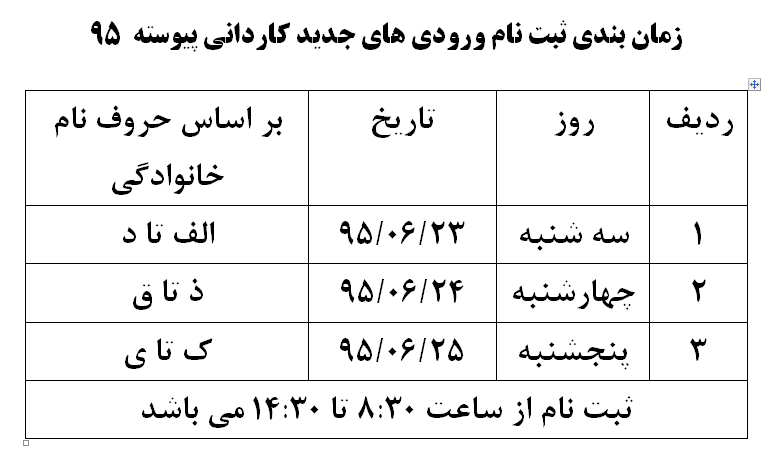 زمان بندی ثبت نام ورودی های جدید کاردانی پیوسته ۹۵
ردیف روز تاریخ بر اساس حروف نام
خانوادگی
۱ سه شنبه ۹۵/۰۶/۲۳ الف تا د
۲ چهارشنبه ۹۵/۰۶/۲۴ ذ تا ق
۳ پنجشنبه ۹۵/۰۶/۲۵ ک تا ی
ثبت نام از ساعت ۸:۳۰ تا ۱۴:۳۰ می باشد